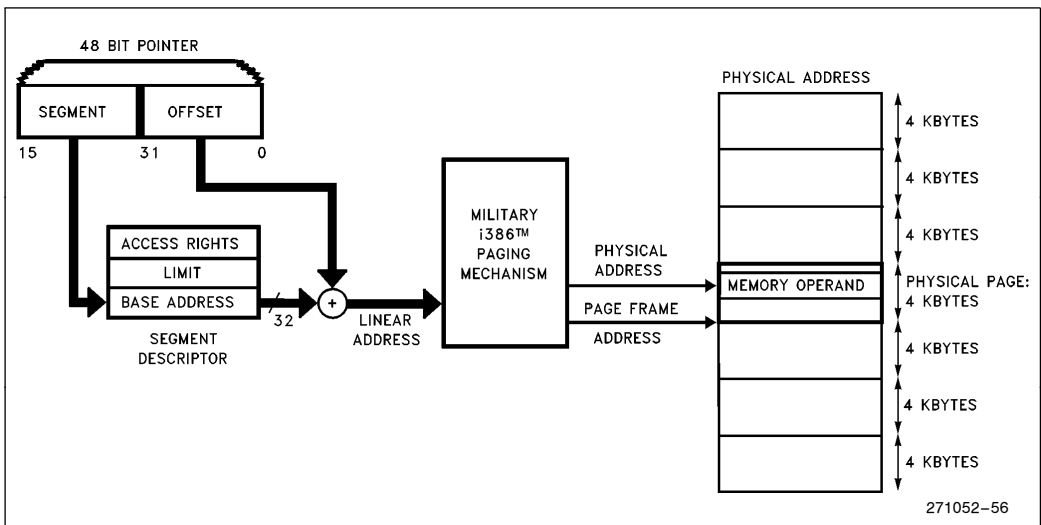 48 BIT POINTER
SEGMENT
OFFSET
15
31
0
ACCESS RIGHTS
LIMIT
BASE ADDRESS
SEGMENT
DESCRIPTOR
32
+
LINEAR
ADDRESS
MILITARY
i386™
PAGING
MECHANISM
PHYSICAL
ADDRESS
PAGE FRAME
ADDRESS
PHYSICAL ADDRESS
4 KBYTES
4 KBYTES
4 KBYTES
MEMORY OPERAND
PHYSICAL PAGE:
4 KBYTES
4 KBYTES
4 KBYTES
4 KBYTES
271052-56